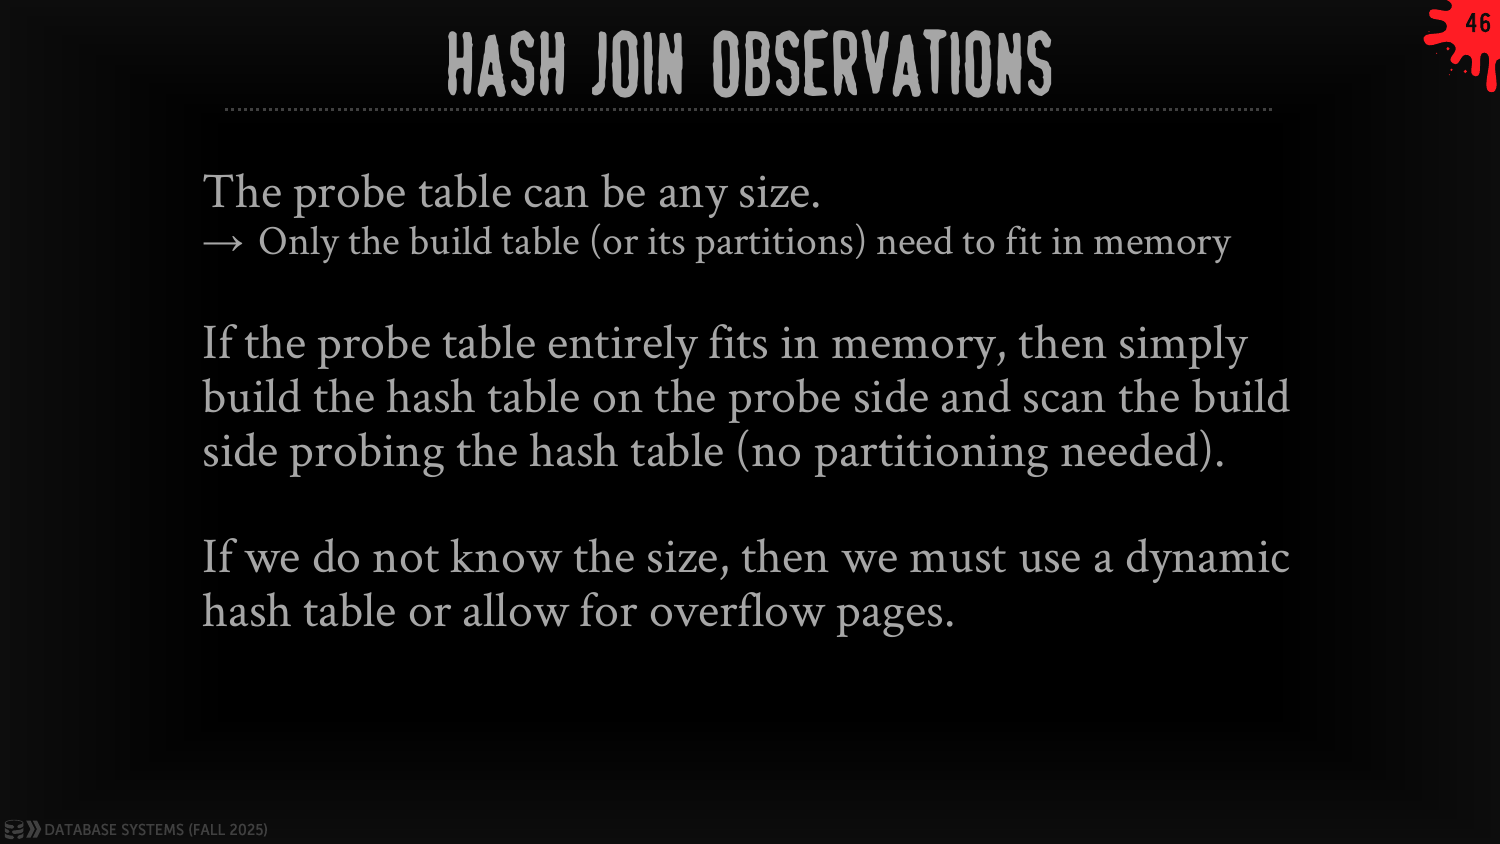 46
HASH JOIN OBSERVATIONS
The probe table can be any size.
→ Only the build table (or its partitions) need to fit in memory
If the probe table entirely fits in memory, then simply
build the hash table on the probe side and scan the build
side probing the hash table (no partitioning needed).
If we do not know the size, then we must use a dynamic
hash table or allow for overflow pages.
DATABASE SYSTEMS (FALL 2025)